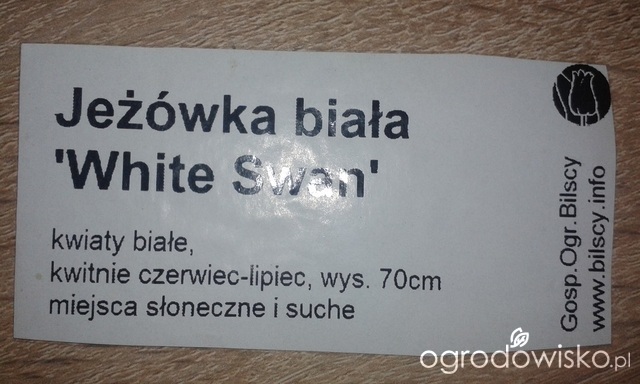 Jeżówka biała
'White Swan'
kwiaty białe,
kwitnie czerwiec-lipiec, wys. 70cm
miejsca słoneczne i suche
Gosp.Ogr.Bilscy
www.bilscy.info
ogrodowisko.pl